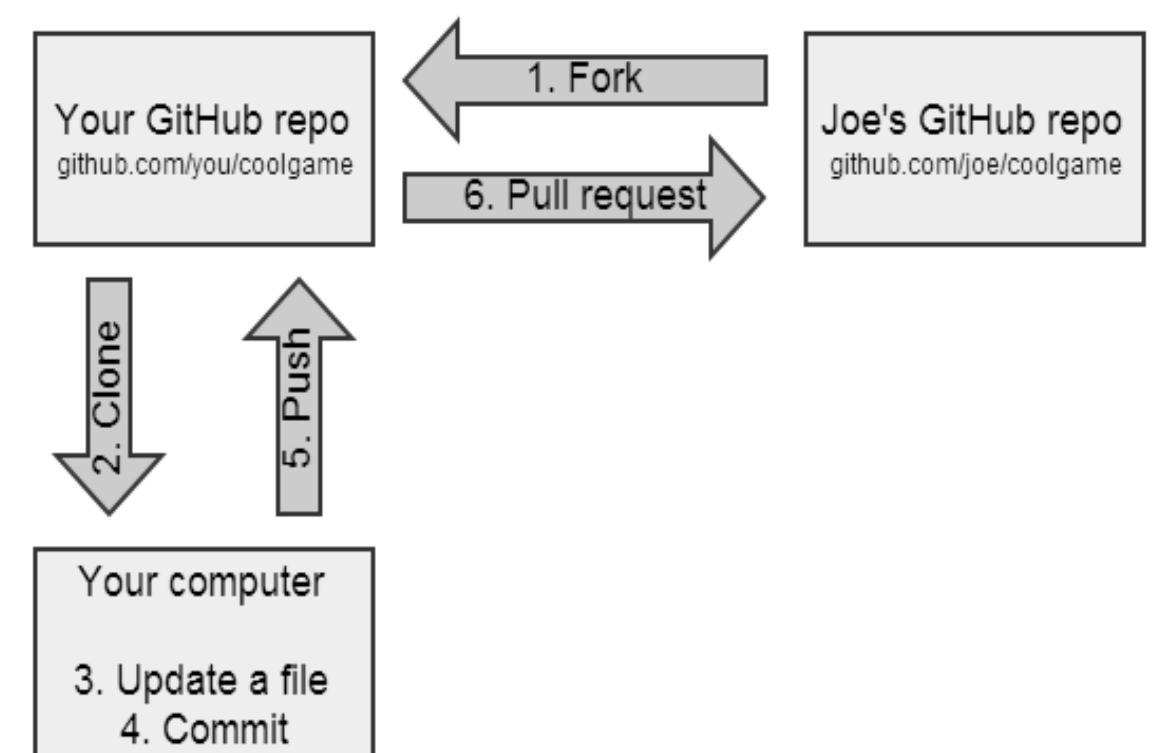 Your GitHub repo
github.com/you/coolgame
1. Fork
6. Pull request
Joe's GitHub repo
github.com/joe/coolgame
2. Clone
5. Push
Your computer
3. Update a file
4. Commit